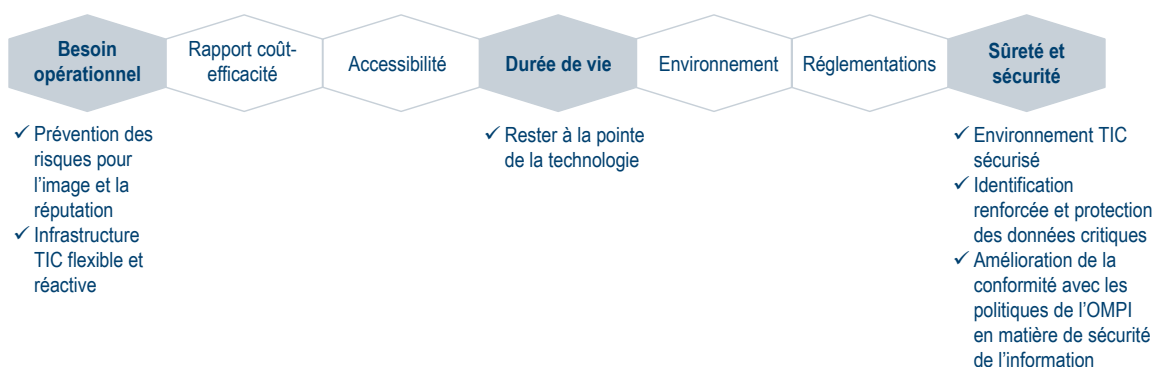 Besoin
opérationnel
Rapport coût-
efficacité
Accessibilité
Durée de vie
Environnement
Réglementations
Sûreté et
sécurité
✓ Prévention des
risques pour
l’image et la
réputation
✓ Infrastructure
TIC flexible et
réactive
✓ Rester à la pointe
de la technologie
✓ Environnement TIC
sécurisé
✓ Identification
renforcée et protection
des données critiques
✓ Amélioration de la
conformité avec les
politiques de l’OMPI
en matière de sécurité
de l’information